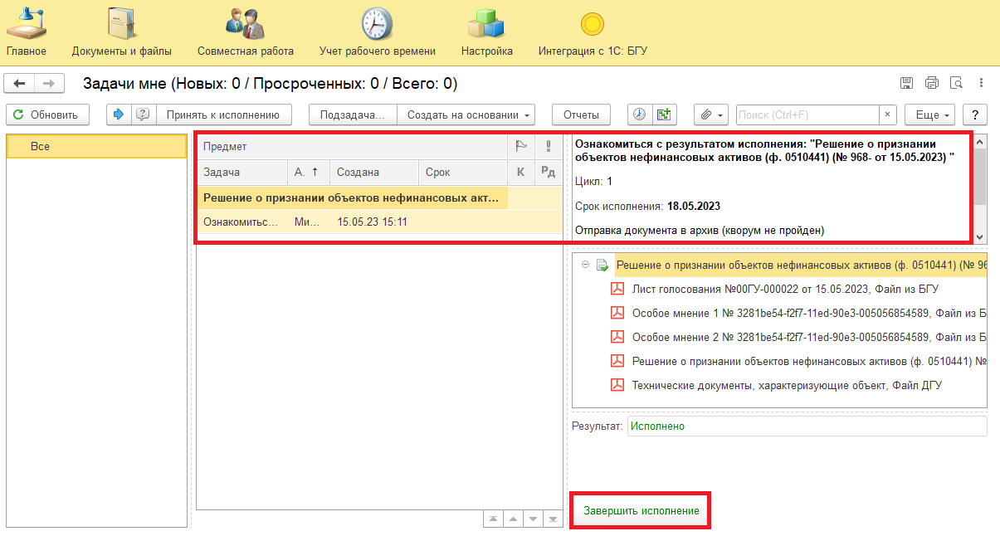 Главное
Документы и файлы
Совместная работа
Учет рабочего времени
Настройка
Интеграция с 1С: БГУ
Задачи мне (Новых: 0 / Просроченных: 0 / Всего: 0)
Обновить
Принять к исполнению
Подзадача...
Создать на основании
Отчеты
Поиск (Ctrl+F)
×
Еще
?
Все
Предмет
Задача
А. ↑
Создана
Срок
К
Рд
Решение о признании объектов нефинансовых акт...
Ознакомитьс...
Ми...
15.05.23 15:11
Ознакомиться с результатом исполнения: "Решение о признании
объектов нефинансовых активов (ф. 0510441) (№ 968- от 15.05.2023) "
Цикл: 1
Срок исполнения: 18.05.2023
Отправка документа в архив (кворум не пройден)
Решение о признании объектов нефинансовых активов (ф. 0510441) (№ 96
Лист голосования №00ГУ-000022 от 15.05.2023, Файл из БГУ
Особое мнение 1 № 3281be54-f2f7-11ed-90e3-005056854589, Файл из Б
Особое мнение 2 № 3281be54-f2f7-11ed-90e3-005056854589, Файл из Б
Решение о признании объектов нефинансовых активов (ф. 0510441) №
Технические документы, характеризующие объект, Файл ДГУ
Результат: Исполнено
Завершить исполнение